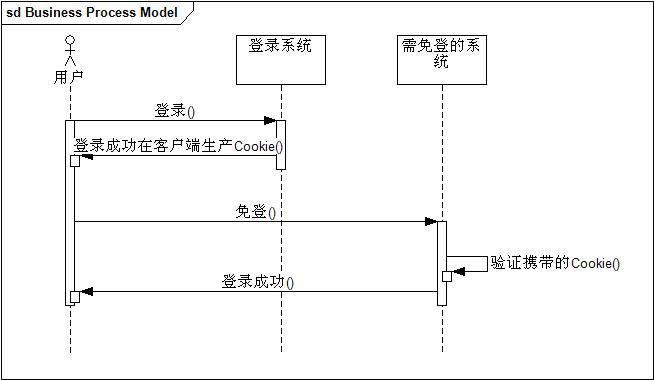 sd Business Process Model
用户
登录系统
需免登的系
统
登录()
登录成功在客户端生产Cookie()
免登()
验证携带的Cookie()
登录成功()